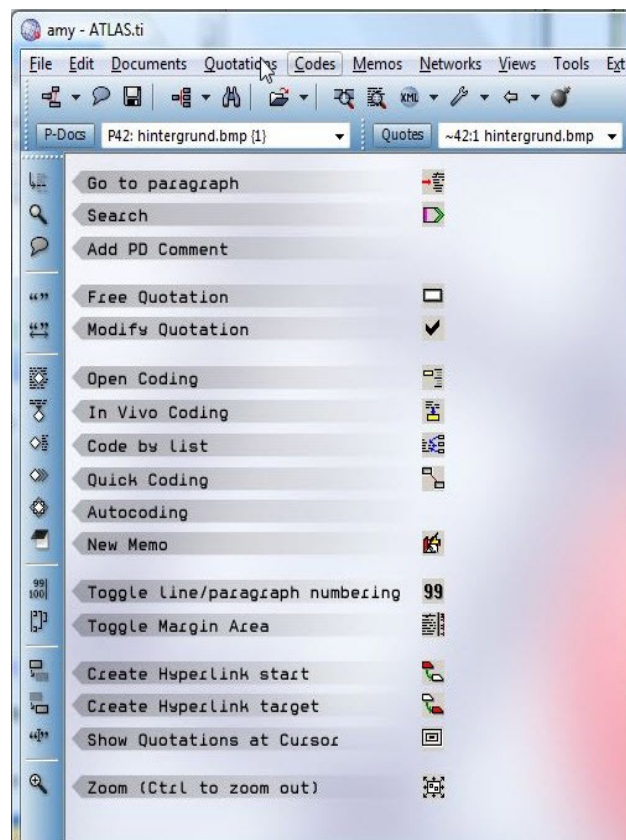 amy - ATLAS.ti
File Edit Documents Quotations Codes Memos Networks Views Tools Ext
XML
P-Docs P42: hintergrund.bmp {1} Quotes ~42:1 hintergrund.bmp
Go to paragraph
Search
Add PD Comment
Free Quotation
Modify Quotation
Open Coding
In Vivo Coding
Code by list
Quick Coding
Autocoding
New Memo
99 100 Toggle line/paragraph numbering 99
Toggle Margin Area
Create Hyperlink start
Create Hyperlink target
Show Quotations at Cursor
Zoom (Ctrl to zoom out)